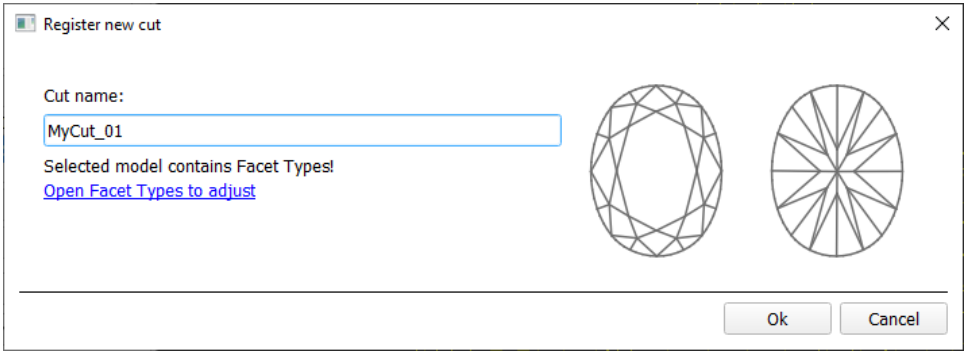 Register new cut
Cut name:
MyCut_01
Selected model contains Facet Types!
Open Facet Types to adjust
Ok
Cancel